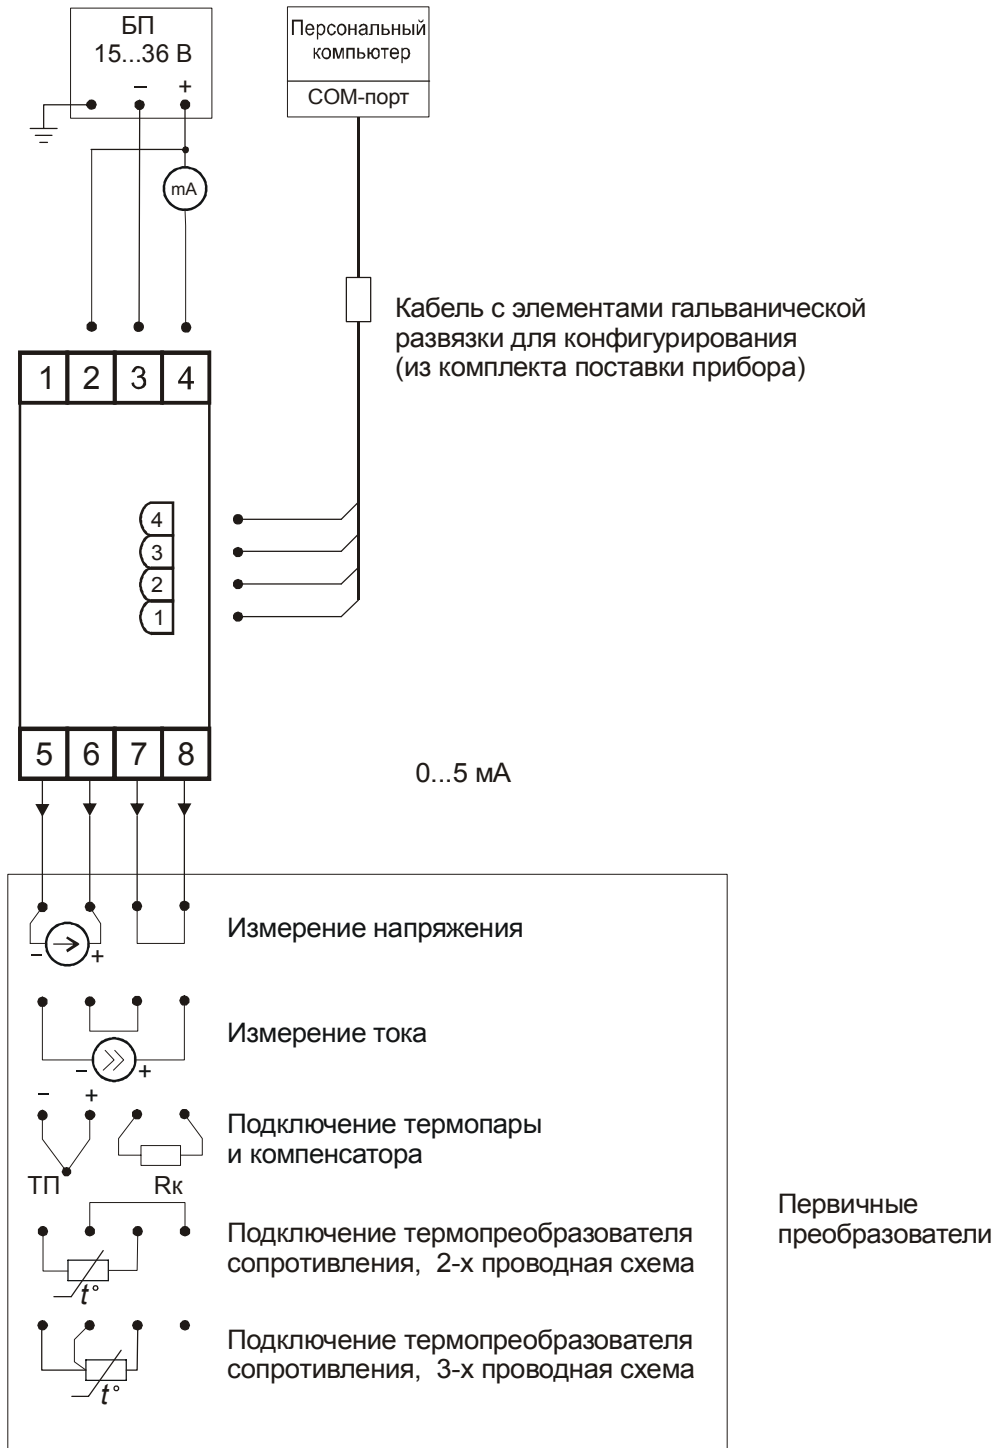 БП
15...36 В
– +
Персональный
компьютер
COM-порт
mA
Кабель с элементами гальванической
развязки для конфигурирования
(из комплекта поставки прибора)
1 2 3 4
4
3
2
1
5 6 7 8
0...5 мА
Измерение напряжения
– +
Измерение тока
– +
– +
Подключение термопары
и компенсатора
ТП Rк
Подключение термопреобразователя
сопротивления, 2-х проводная схема
t°
Первичные
преобразователи
Подключение термопреобразователя
сопротивления, 3-х проводная схема
t°